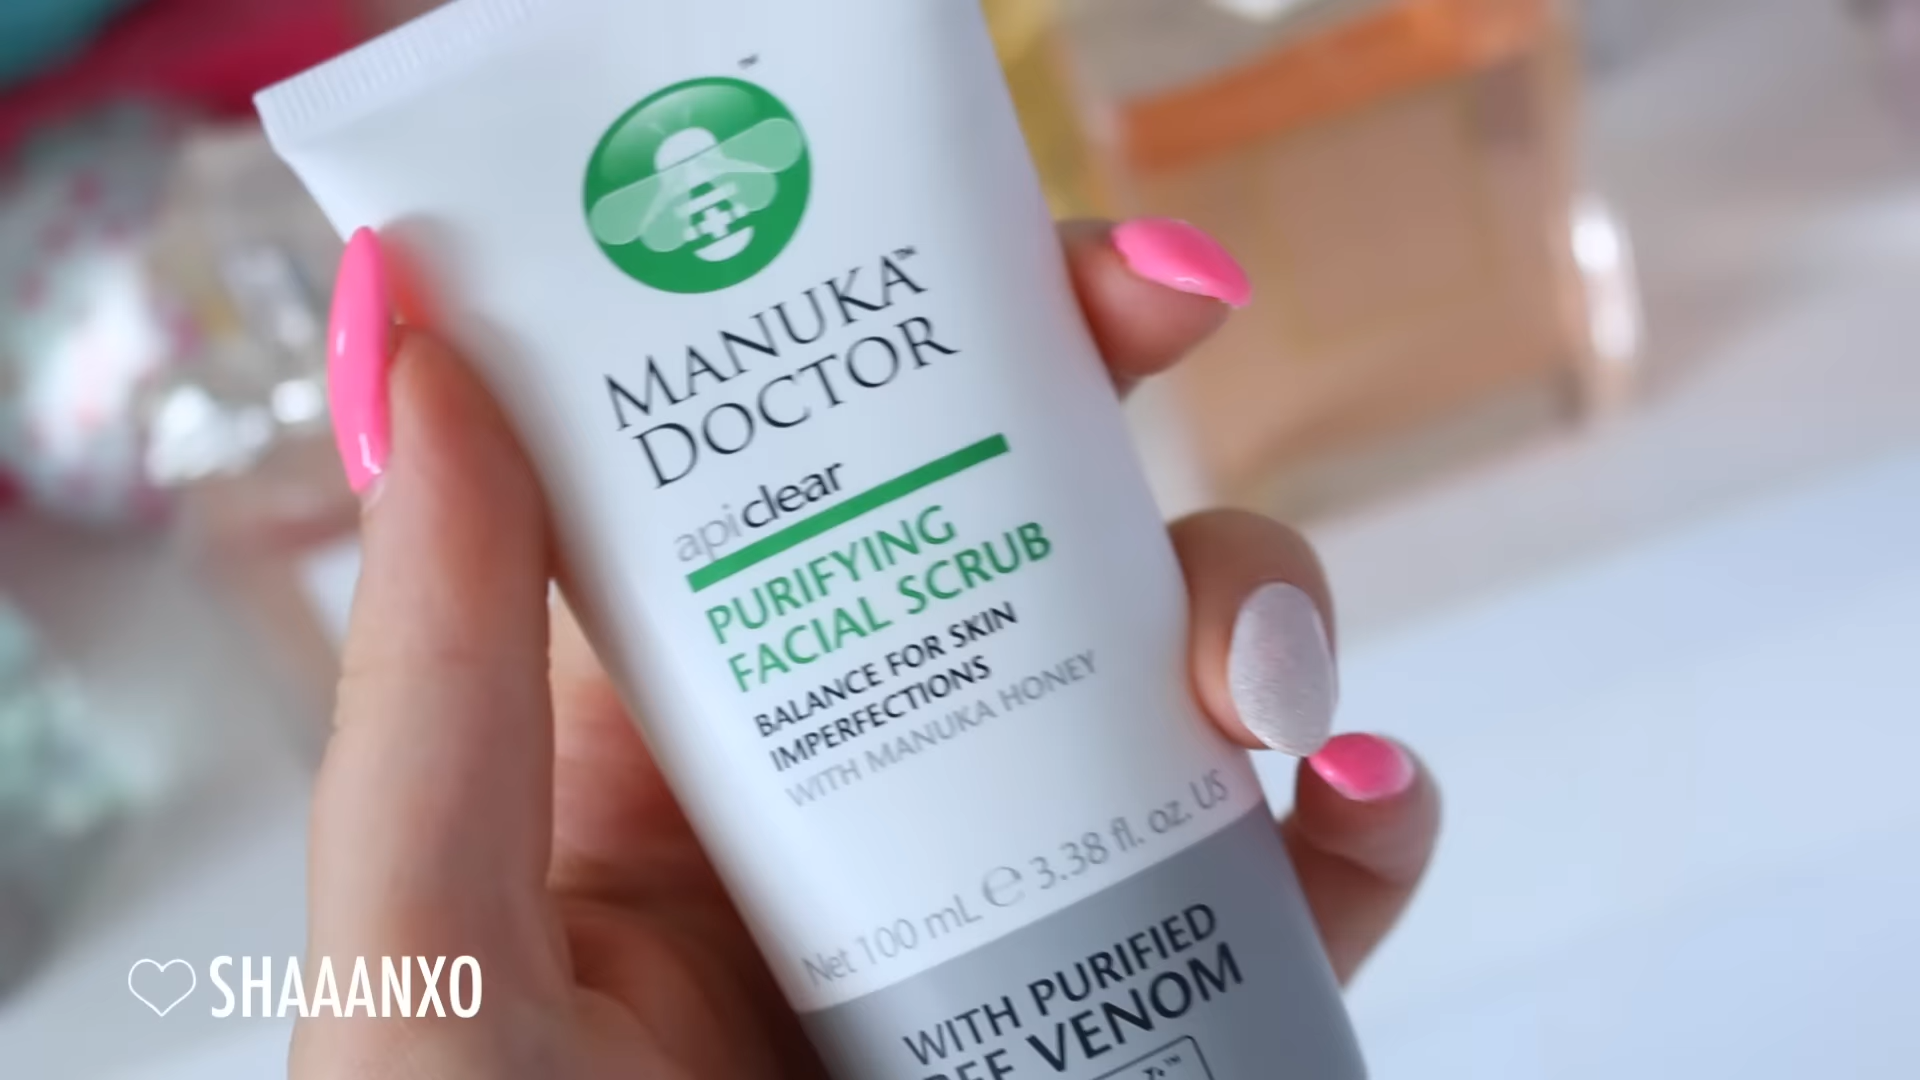 MANUKA™
DOCTOR
apiclear
PURIFYING
FACIAL SCRUB
BALANCE FOR SKIN
IMPERFECTIONS
WITH MANUKA HONEY
Net 100 mL ℮ 3.38 fl. oz. US
WITH PURIFIED
BEE VENOM
SHAAANXO